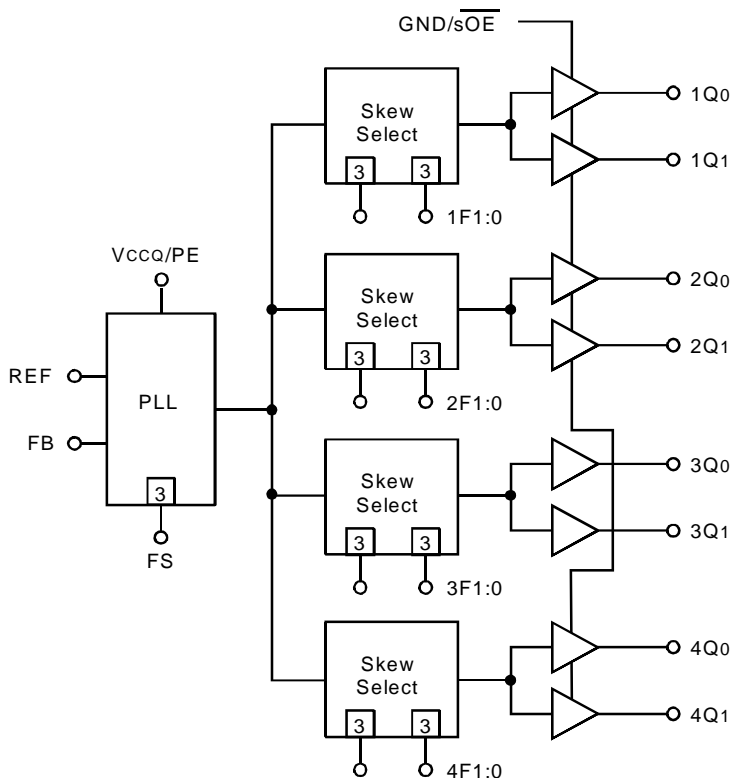 GND/sOE
Skew
Select
3 3
1F1:0
1Q0
1Q1
VCCQ/PE
Skew
Select
3 3
2F1:0
2Q0
2Q1
REF
FB
PLL
3
FS
Skew
Select
3 3
3F1:0
3Q0
3Q1
Skew
Select
3 3
4F1:0
4Q0
4Q1